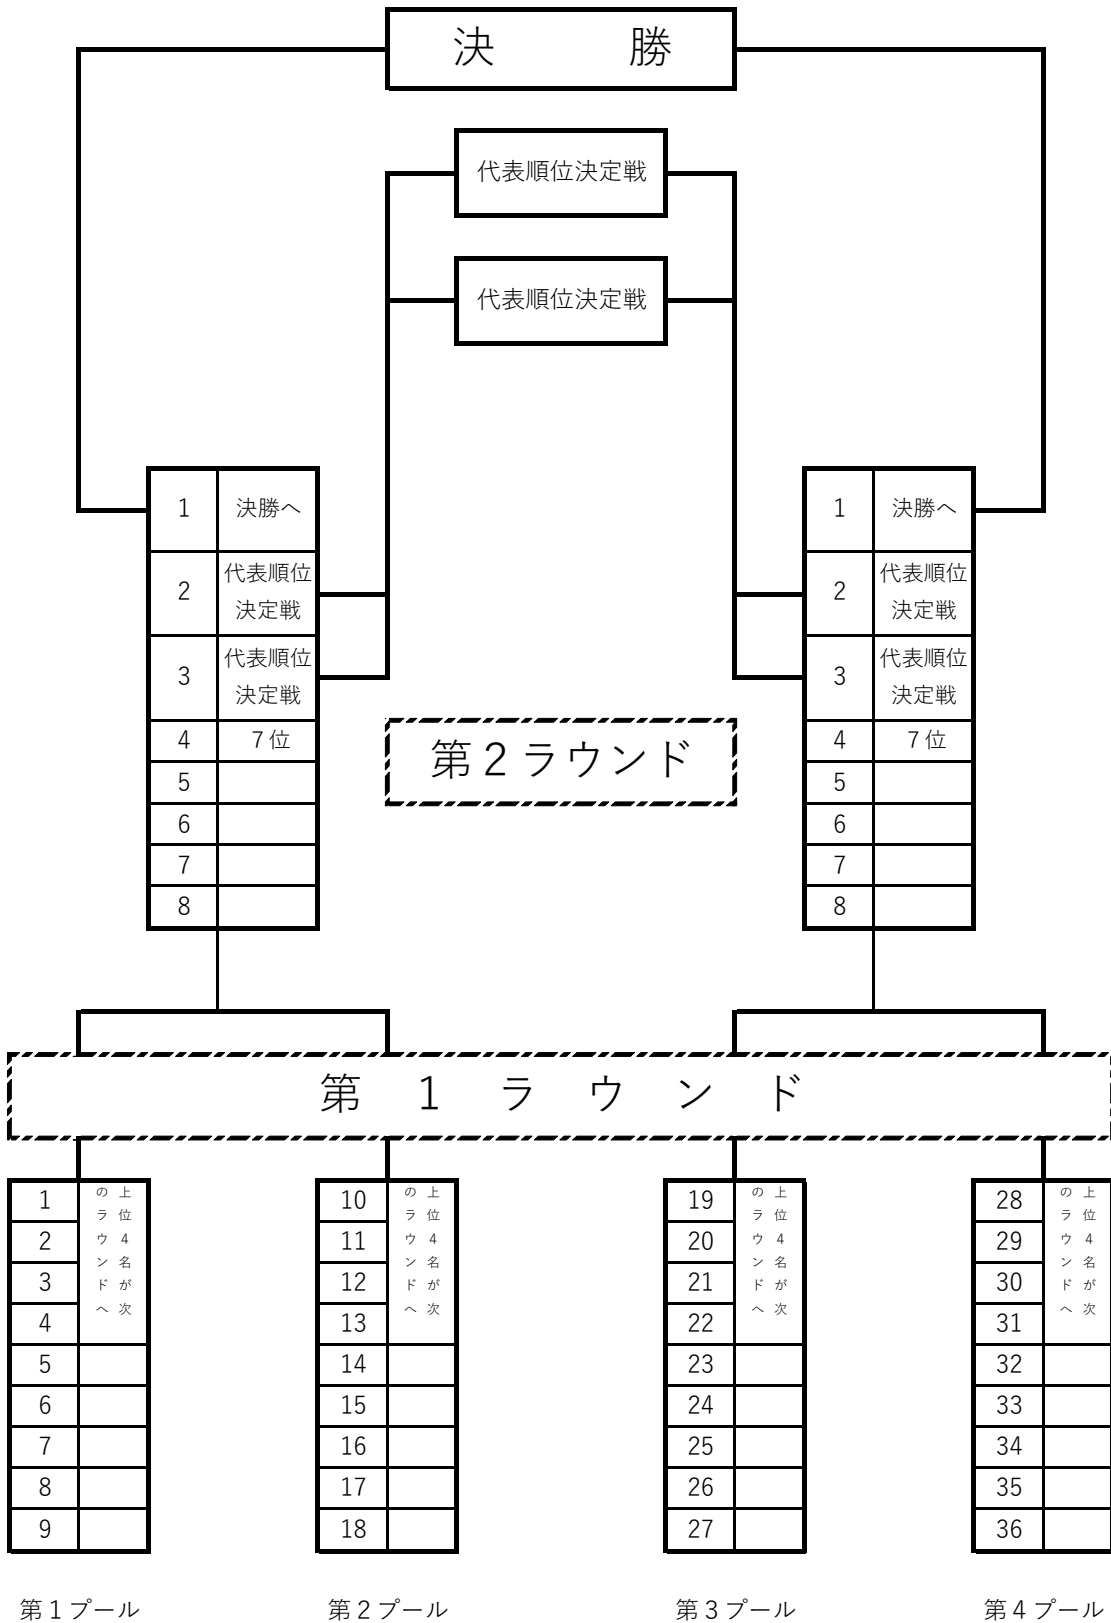 決　勝
代表順位決定戦
代表順位決定戦
1 決勝へ
2 代表順位
決定戦
3 代表順位
決定戦
4 ７位
5
6
7
8
1 決勝へ
2 代表順位
決定戦
3 代表順位
決定戦
4 ７位
5
6
7
8
第２ラウンド
第　１　ラ　ウ　ン　ド
1
2
3
4
5
6
7
8
9
上位４名が次
のラウンドへ
第１プール
10
11
12
13
14
15
16
17
18
上位４名が次
のラウンドへ
第２プール
19
20
21
22
23
24
25
26
27
上位４名が次
のラウンドへ
第３プール
28
29
30
31
32
33
34
35
36
上位４名が次
のラウンドへ
第４プール